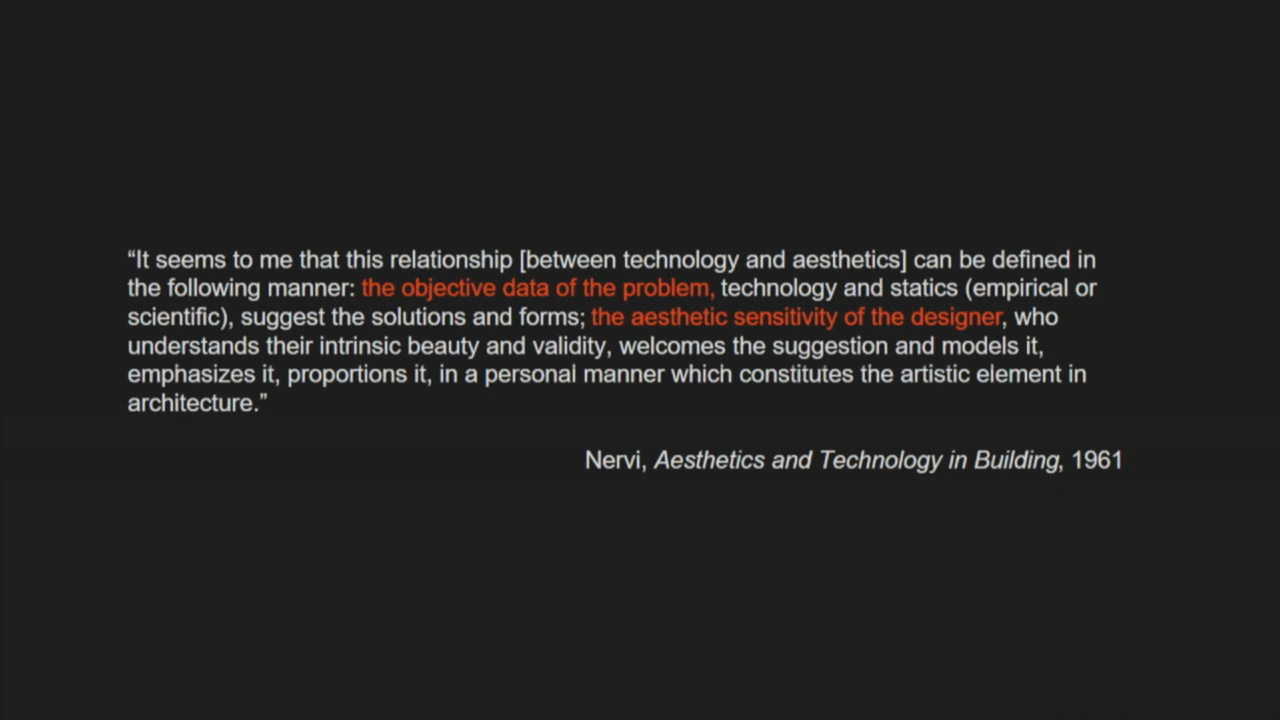 “It seems to me that this relationship [between technology and aesthetics] can be defined in
the following manner: the objective data of the problem, technology and statics (empirical or
scientific), suggest the solutions and forms; the aesthetic sensitivity of the designer, who
understands their intrinsic beauty and validity, welcomes the suggestion and models it,
emphasizes it, proportions it, in a personal manner which constitutes the artistic element in
architecture.”
Nervi, Aesthetics and Technology in Building, 1961